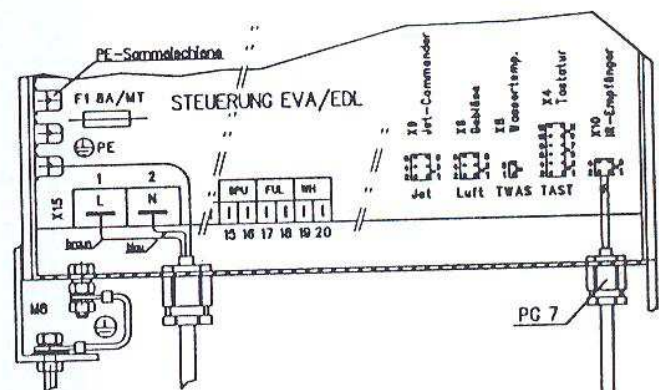 PE-Sammelschiene
F1 8A/MT
STEUERUNG EVA/EDL
PE
X9 Jet-Commander
X8 Gebläse
X6 Wassertemp.
X4 Tastatur
X10 IR-Empfänger
Jet Luft TWAS TAST
X15
1 2
L N
braun blau
BPU FUL WH
15 16 17 18 19 20
M6
PG 7